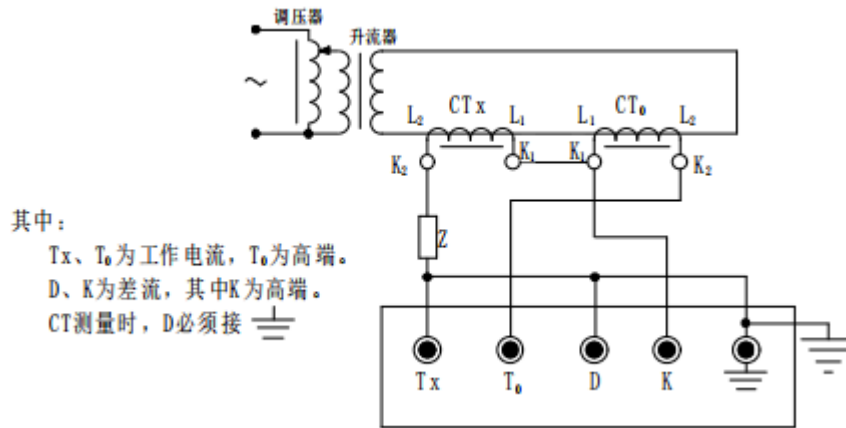 调压器
升流器
~
L₂ CTx L₁ L₁ CT₀ L₂
K₂ K₁ K₁ K₂
Z
其中：
Tx、T₀为工作电流，T₀为高端。
D、K为差流，其中K为高端。
CT测量时，D必须接
Tx T₀ D K